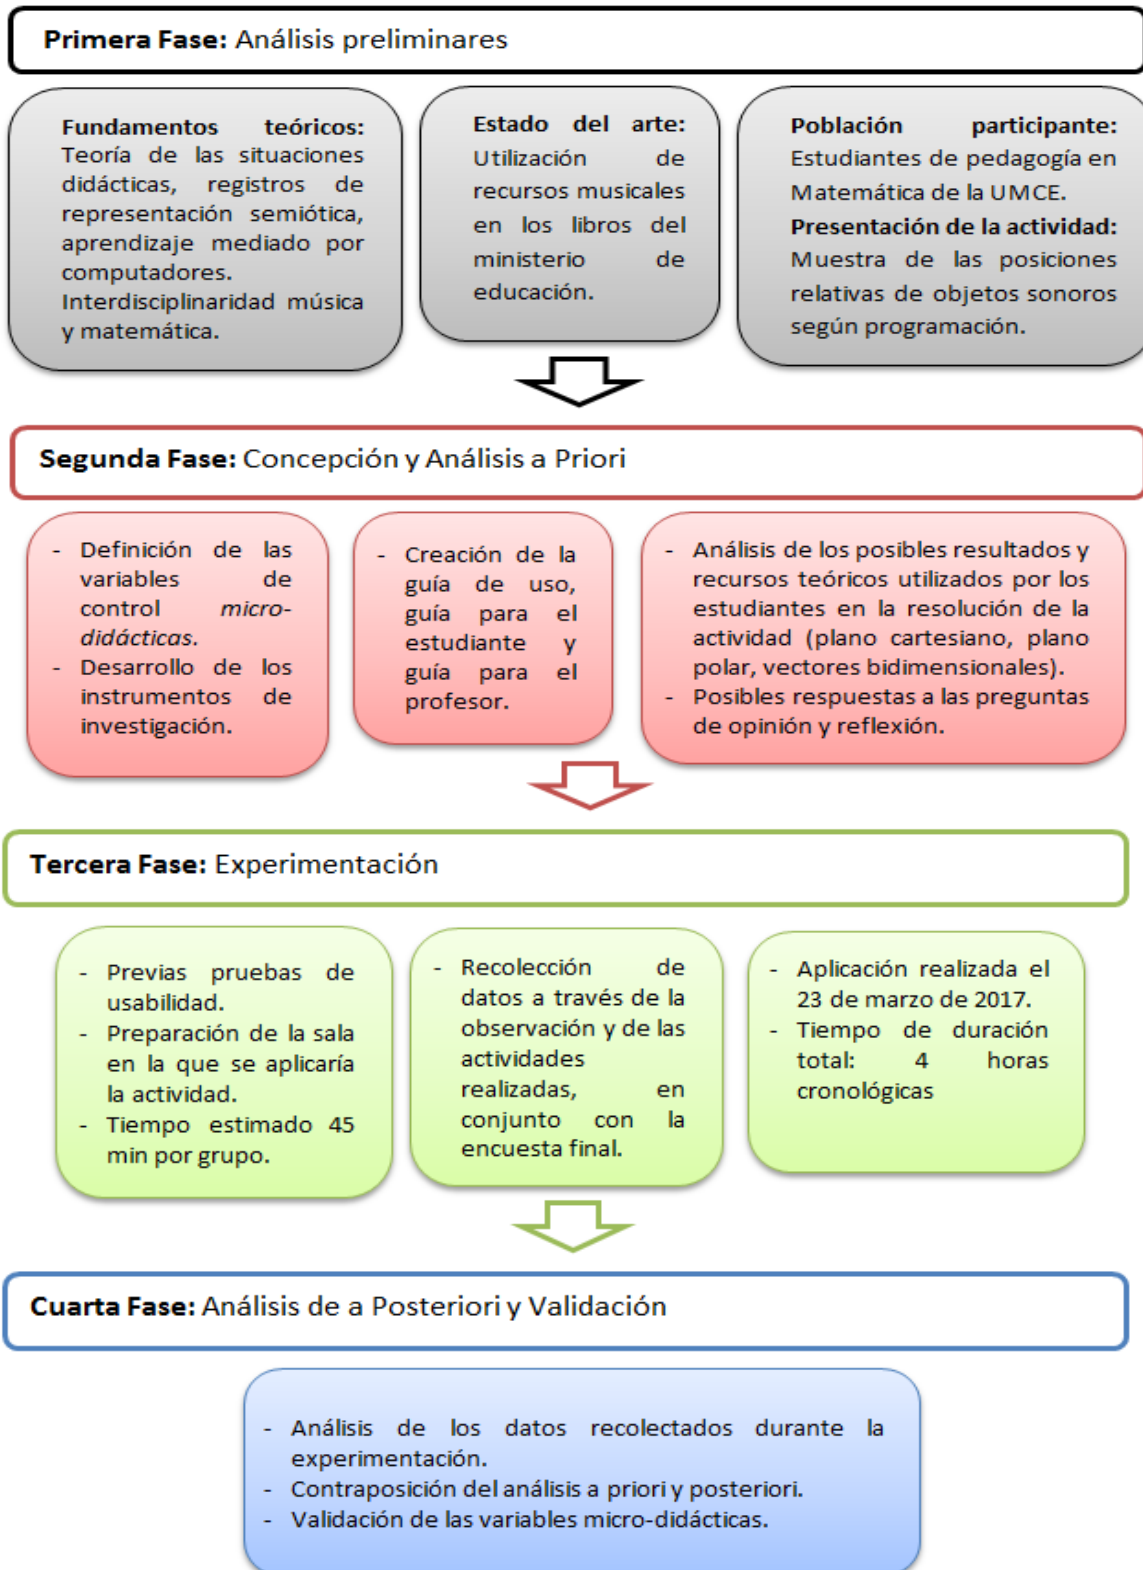 Primera Fase: Análisis preliminares
Fundamentos teóricos:
Teoría de las situaciones
didácticas, registros de
representación semiótica,
aprendizaje mediado por
computadores.
Interdisciplinaridad música
y matemática.
Estado del arte:
Utilización de
recursos musicales
en los libros del
ministerio de
educación.
Población participante:
Estudiantes de pedagogía en
Matemática de la UMCE.
Presentación de la actividad:
Muestra de las posiciones
relativas de objetos sonoros
según programación.
Segunda Fase: Concepción y Análisis a Priori
- Definición de las
variables de
control micro-
didácticas.
- Desarrollo de los
instrumentos de
investigación.
- Creación de la
guía de uso,
guía para el
estudiante y
guía para el
profesor.
- Análisis de los posibles resultados y
recursos teóricos utilizados por los
estudiantes en la resolución de la
actividad (plano cartesiano, plano
polar, vectores bidimensionales).
- Posibles respuestas a las preguntas
de opinión y reflexión.
Tercera Fase: Experimentación
- Previas pruebas de
usabilidad.
- Preparación de la sala
en la que se aplicaría
la actividad.
- Tiempo estimado 45
min por grupo.
- Recolección de
datos a través de la
observación y de las
actividades
realizadas, en
conjunto con la
encuesta final.
- Aplicación realizada el
23 de marzo de 2017.
- Tiempo de duración
total: 4 horas
cronológicas
Cuarta Fase: Análisis de a Posteriori y Validación
- Análisis de los datos recolectados durante la
experimentación.
- Contraposición del análisis a priori y posteriori.
- Validación de las variables micro-didácticas.